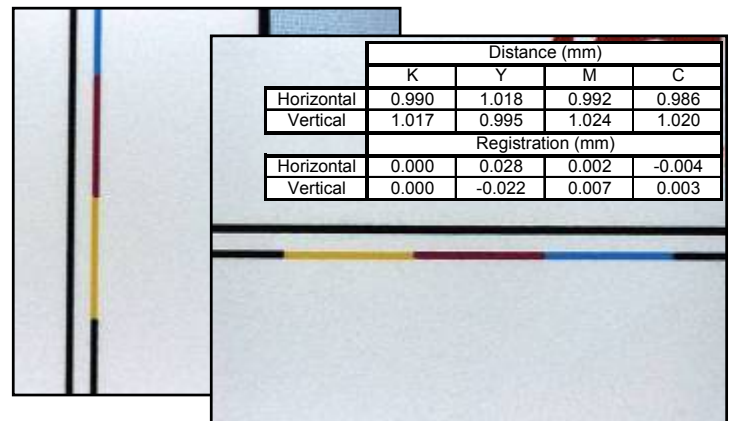 Distance (mm)
K Y M C
Horizontal 0.990 1.018 0.992 0.986
Vertical 1.017 0.995 1.024 1.020
Registration (mm)
Horizontal 0.000 0.028 0.002 -0.004
Vertical 0.000 -0.022 0.007 0.003